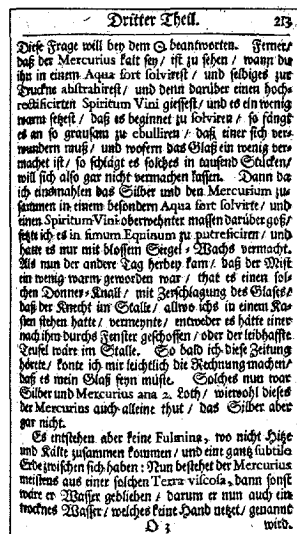 Dritter Theil. 213
Diese Frage will bey dem ☉. beantworten. Ferner/
daß der Mercurius kalt sey/ ist zu sehen/ wann du
ihn in einem Aqua fort solvirest/ und selbiges zur
Truckne abstrahirest/ und denn darüber einen hoch-
rectificirten Spiritum Vini giessest/ und es ein wenig
warm setzest/ daß es beginnet zu solviren/ so fängt
es an so grausam zu ebulliren/ daß einer sich ver-
wundern muß/ und wofern das Glaß ein wenig ver-
machet ist/ so schlägt es solches in tausend Stücken/
will sich also gar nicht vermachen lassen. Dann da
ich einsmahlen das Silber und den Mercurium zu-
sammen in einem besondern Aqua fort solvirte/ und
einen Spiritum Vini oberwehnter massen darüber goß/
setzte ich es in fimum Equinum zu putreficiren/ und
hatte es nur mit blossem Siegel-Wachs vermacht.
Als nun der andere Tag herbey kam/ daß der Mist
ein wenig warm geworden war/ that es einen sol-
chen Donner-Knall/ mit Zerschlagung des Glases/
daß der Knecht im Stalle/ allwo ichs in einem Ka-
sten stehen hatte/ vermeynte/ entweder es hätte einer
nach ihm durchs Fenster geschossen/ oder der leibhaffte
Teufel wäre im Stalle. So bald ich diese Zeitung
hörte/ konte ich mir leichtlich die Rechnung machen/
daß es mein Glaß seyn müste. Solches nun war
Silber und Mercurius ana 2. Loth/ wiewohl dieses
der Mercurius auch alleine thut/ das Silber aber
gar nicht.
Es entstehen aber keine Fulmina, wo nicht Hitze
und Kälte zusammen kommen/ und eine gantz subtile
Erde zwischen sich haben: Nun bestehet der Mercurius
meistens aus einer solchen Terra viscosa, dann sonst
wäre er Wasser geblieben/ darum er nun auch ein
trocknes Wasser/ welches keine Hand netzet/ genannt
O 3 wird.